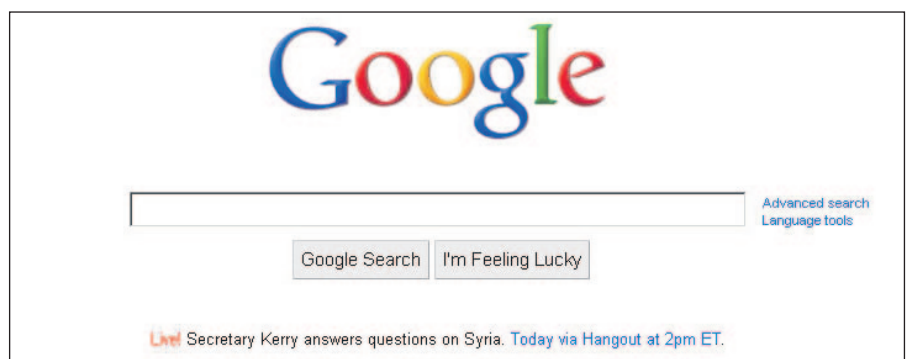 Google
Advanced search
Language tools
Google Search I'm Feeling Lucky
Live! Secretary Kerry answers questions on Syria. Today via Hangout at 2pm ET.